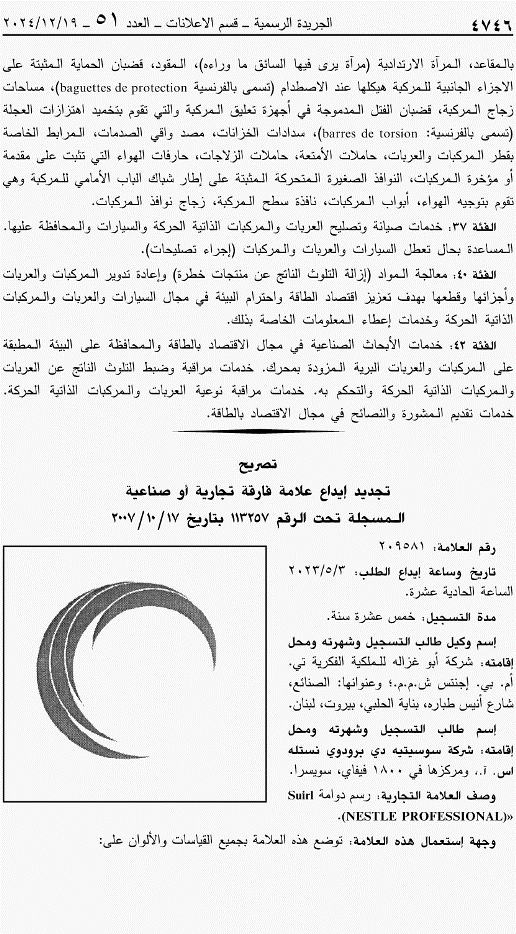 ٤٧٤٦ الجريدة الرسمية – قسم الاعلانات – العدد ٥١ – ٢٠٢٤/١٢/١٩
بالمقاعد، المرآة الارتدادية (مرآة يرى فيها السائق ما وراءه)، المقود، قضبان الحماية المثبتة على
الاجزاء الجانبية للمركبة هيكلها عند الاصطدام (تسمى بالفرنسية baguettes de protection)، مساحات
زجاج المركبة، قضبان الفتل المدموجة في أجهزة تعليق المركبة والتي تقوم بتخميد اهتزازات العجلة
(تسمى بالفرنسية: barres de torsion)، سدادات الخزانات، مصد واقي الصدمات، المرابط الخاصة
بقطر المركبات والعربات، حاملات الأمتعة، حاملات الزلاجات، حارفات الهواء التي تثبت على مقدمة
أو مؤخرة المركبات، النوافذ الصغيرة المتحركة المثبتة على إطار شباك الباب الأمامي للمركبة وهي
تقوم بتوجيه الهواء، أبواب المركبات، نافذة سطح المركبة، زجاج نوافذ المركبات.
الفئة ٣٧: خدمات صيانة وتصليح العربات والمركبات الذاتية الحركة والسيارات والمحافظة عليها.
المساعدة بحال تعطل السيارات والعربات والمركبات (إجراء تصليحات).
الفئة ٤٠: معالجة المواد (إزالة التلوث الناتج عن منتجات خطرة) وإعادة تدوير المركبات والعربات
وأجزائها وقطعها بهدف تعزيز اقتصاد الطاقة واحترام البيئة في مجال السيارات والعربات والمركبات
الذاتية الحركة وخدمات إعطاء المعلومات الخاصة بذلك.
الفئة ٤٢: خدمات الأبحاث الصناعية في مجال الاقتصاد بالطاقة والمحافظة على البيئة المطبقة
على المركبات والعربات البرية المزودة بمحرك. خدمات مراقبة وضبط التلوث الناتج عن العربات
والمركبات الذاتية الحركة والتحكم به. خدمات مراقبة نوعية العربات والمركبات الذاتية الحركة.
خدمات تقديم المشورة والنصائح في مجال الاقتصاد بالطاقة.
تصريح
تجديد إيداع علامة فارقة تجارية أو صناعية
المسجلة تحت الرقم ١١٣٢٥٧ بتاريخ ٢٠٠٧/١٠/١٧
رقم العلامة: ٢٠٩٥٨١
تاريخ وساعة إيداع الطلب: ٢٠٢٣/٥/٣
الساعة الحادية عشرة.
مدة التسجيل: خمس عشرة سنة.
إسم وكيل طالب التسجيل وشهرته ومحل
إقامته: شركة أبو غزاله للملكية الفكرية تي.
أم. بي. إجنتس ش.م.م.؛ وعنوانها: الصنائع،
شارع أنيس طباره، بناية الحلبي، بيروت، لبنان.
إسم طالب التسجيل وشهرته ومحل
إقامته: شركة سوسيتيه دي برودوي نستله
اس. آ.، ومركزها في ١٨٠٠ فيفاي، سويسرا.
وصف العلامة التجارية: رسم دوامة Suirl
«(NESTLE PROFESSIONAL).
وجهة إستعمال هذه العلامة: توضع هذه العلامة بجميع القياسات والألوان على: